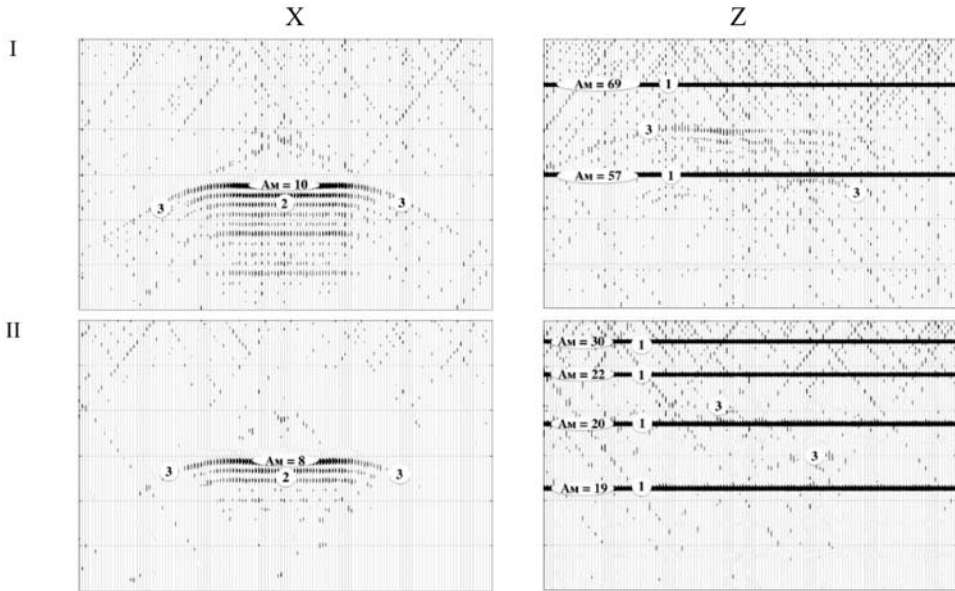 X Z
I
Aм = 69 1
3
Aм = 57 1
3
Aм = 10
3 2 3
II
Aм = 30 1
Aм = 22 1
3
Aм = 20 1
3
Aм = 19 1
Aм = 8
3 2 3